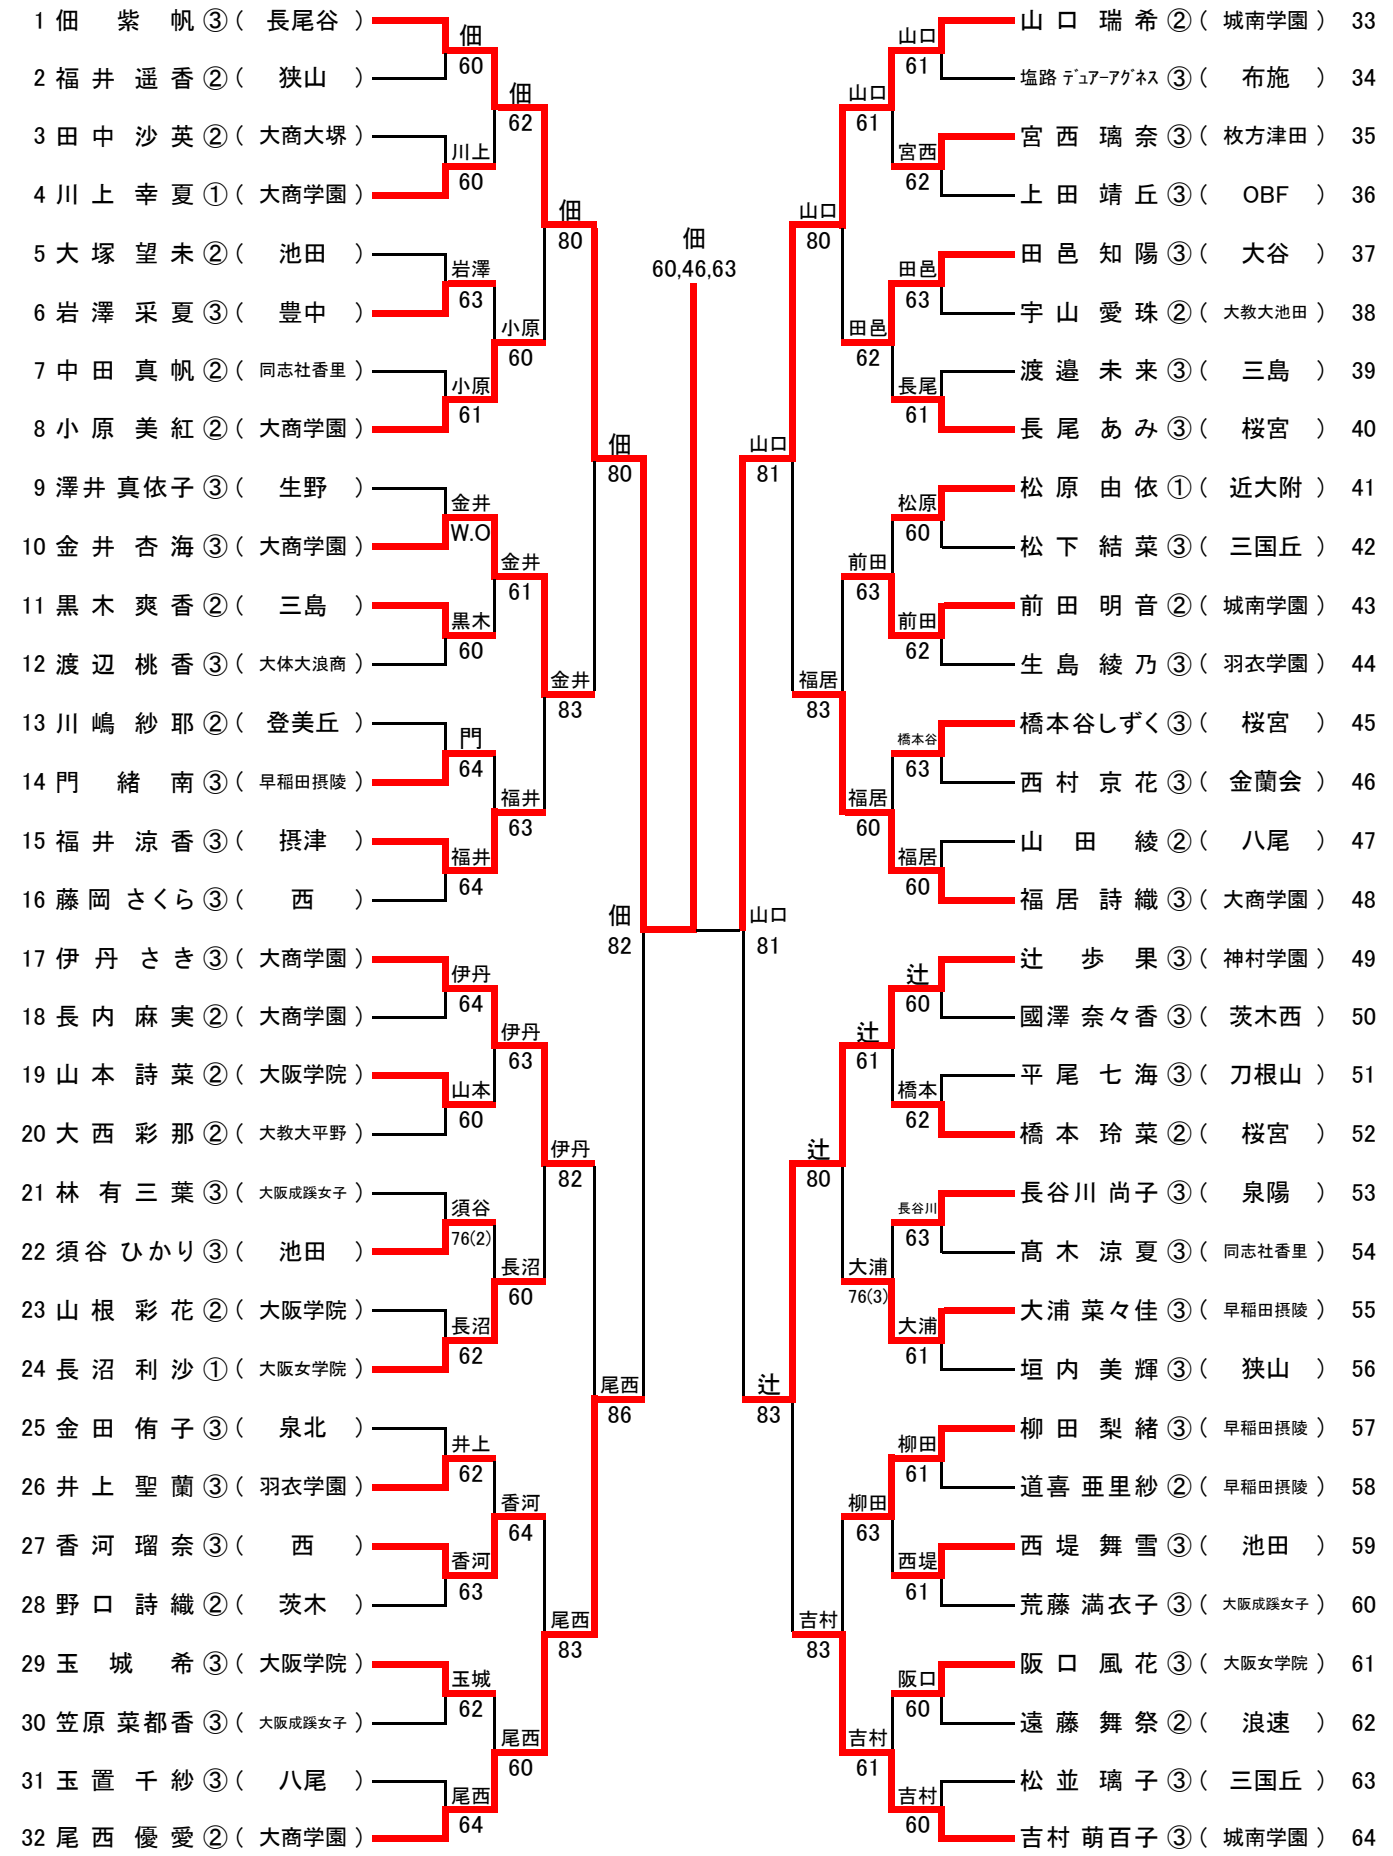 1 佃 紫 帆 ③ ( 長尾谷 )
2 福 井 遥 香 ② ( 狭山 )
3 田 中 沙 英 ② ( 大商大堺 )
4 川 上 幸 夏 ① ( 大商学園 )
5 大 塚 望 未 ② ( 池田 )
6 岩 澤 采 夏 ③ ( 豊中 )
7 中 田 真 帆 ② ( 同志社香里 )
8 小 原 美 紅 ② ( 大商学園 )
9 澤井 真依子 ③ ( 生野 )
10 金 井 杏 海 ③ ( 大商学園 )
11 黒 木 爽 香 ② ( 三島 )
12 渡 辺 桃 香 ③ ( 大体大浪商 )
13 川 嶋 紗 耶 ② ( 登美丘 )
14 門 緒 南 ③ ( 早稲田摂陵 )
15 福 井 涼 香 ③ ( 摂津 )
16 藤 岡 さくら ③ ( 西 )
17 伊 丹 さ き ③ ( 大商学園 )
18 長 内 麻 実 ② ( 大商学園 )
19 山 本 詩 菜 ② ( 大阪学院 )
20 大 西 彩 那 ② ( 大教大平野 )
21 林 有 三 葉 ③ ( 大阪成蹊女子 )
22 須谷 ひかり ③ ( 池田 )
23 山 根 彩 花 ② ( 大阪学院 )
24 長 沼 利 沙 ① ( 大阪女学院 )
25 金 田 侑 子 ③ ( 泉北 )
26 井 上 聖 蘭 ③ ( 羽衣学園 )
27 香 河 瑠 奈 ③ ( 西 )
28 野 口 詩 織 ② ( 茨木 )
29 玉 城 希 ③ ( 大阪学院 )
30 笠原 菜都香 ③ ( 大阪成蹊女子 )
31 玉 置 千 紗 ③ ( 八尾 )
32 尾 西 優 愛 ② ( 大商学園 )
佃
60
川上
60
岩澤
63
小原
61
金井
W.O
黒木
60
門
64
福井
64
伊丹
64
山本
60
須谷
76(2)
長沼
62
井上
62
香河
63
玉城
62
尾西
64
佃
62
小原
60
金井
61
福井
63
伊丹
63
長沼
60
香河
64
尾西
60
佃
80
金井
83
伊丹
82
尾西
83
佃
80
尾西
86
佃
82
佃
60,46,63
山口
81
山口
81
辻
83
山口
80
福居
83
辻
80
吉村
83
山口
61
田邑
62
前田
63
福居
60
辻
61
大浦
76(3)
柳田
63
吉村
61
山口
61
宮西
62
田邑
63
長尾
61
松原
60
前田
62
橋本谷
63
福居
60
辻
60
橋本
62
長谷川
63
大浦
61
柳田
61
西堤
61
阪口
60
吉村
60
山 口 瑞 希 ② ( 城南学園 ) 33
塩路 デュアーアグネス ③ ( 布施 ) 34
宮 西 璃 奈 ③ ( 枚方津田 ) 35
上 田 靖 丘 ③ ( OBF ) 36
田 邑 知 陽 ③ ( 大谷 ) 37
宇 山 愛 珠 ② ( 大教大池田 ) 38
渡 邉 未 来 ③ ( 三島 ) 39
長 尾 あ み ③ ( 桜宮 ) 40
松 原 由 依 ① ( 近大附 ) 41
松 下 結 菜 ③ ( 三国丘 ) 42
前 田 明 音 ② ( 城南学園 ) 43
生 島 綾 乃 ③ ( 羽衣学園 ) 44
橋本谷しずく ③ ( 桜宮 ) 45
西 村 京 花 ③ ( 金蘭会 ) 46
山 田 綾 ② ( 八尾 ) 47
福 居 詩 織 ③ ( 大商学園 ) 48
辻 歩 果 ③ ( 神村学園 ) 49
國澤 奈々香 ③ ( 茨木西 ) 50
平 尾 七 海 ③ ( 刀根山 ) 51
橋 本 玲 菜 ② ( 桜宮 ) 52
長谷川 尚子 ③ ( 泉陽 ) 53
髙 木 涼 夏 ③ ( 同志社香里 ) 54
大浦 菜々佳 ③ ( 早稲田摂陵 ) 55
垣 内 美 輝 ③ ( 狭山 ) 56
柳 田 梨 緒 ③ ( 早稲田摂陵 ) 57
道喜 亜里紗 ② ( 早稲田摂陵 ) 58
西 堤 舞 雪 ③ ( 池田 ) 59
荒藤 満衣子 ③ ( 大阪成蹊女子 ) 60
阪 口 風 花 ③ ( 大阪女学院 ) 61
遠 藤 舞 祭 ② ( 浪速 ) 62
松 並 璃 子 ③ ( 三国丘 ) 63
吉村 萌百子 ③ ( 城南学園 ) 64